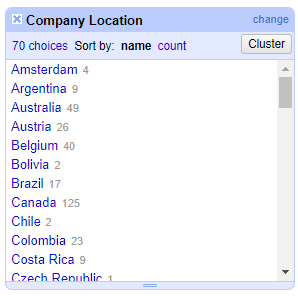 Company Location change
70 choices Sort by: name count Cluster
Amsterdam 4
Argentina 9
Australia 49
Austria 26
Belgium 40
Bolivia 2
Brazil 17
Canada 125
Chile 2
Colombia 23
Costa Rica 9
Czech Republic 1